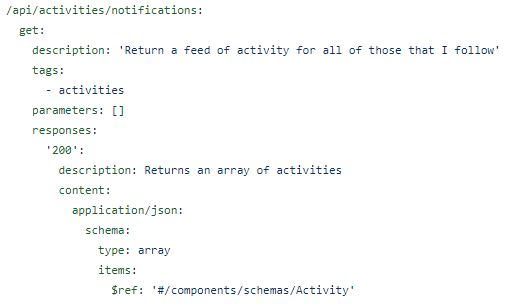 /api/activities/notifications:
  get:
    description: 'Return a feed of activity for all of those that I follow'
    tags:
      - activities
    parameters: []
    responses:
      '200':
        description: Returns an array of activities
        content:
          application/json:
            schema:
              type: array
              items:
                $ref: '#/components/schemas/Activity'